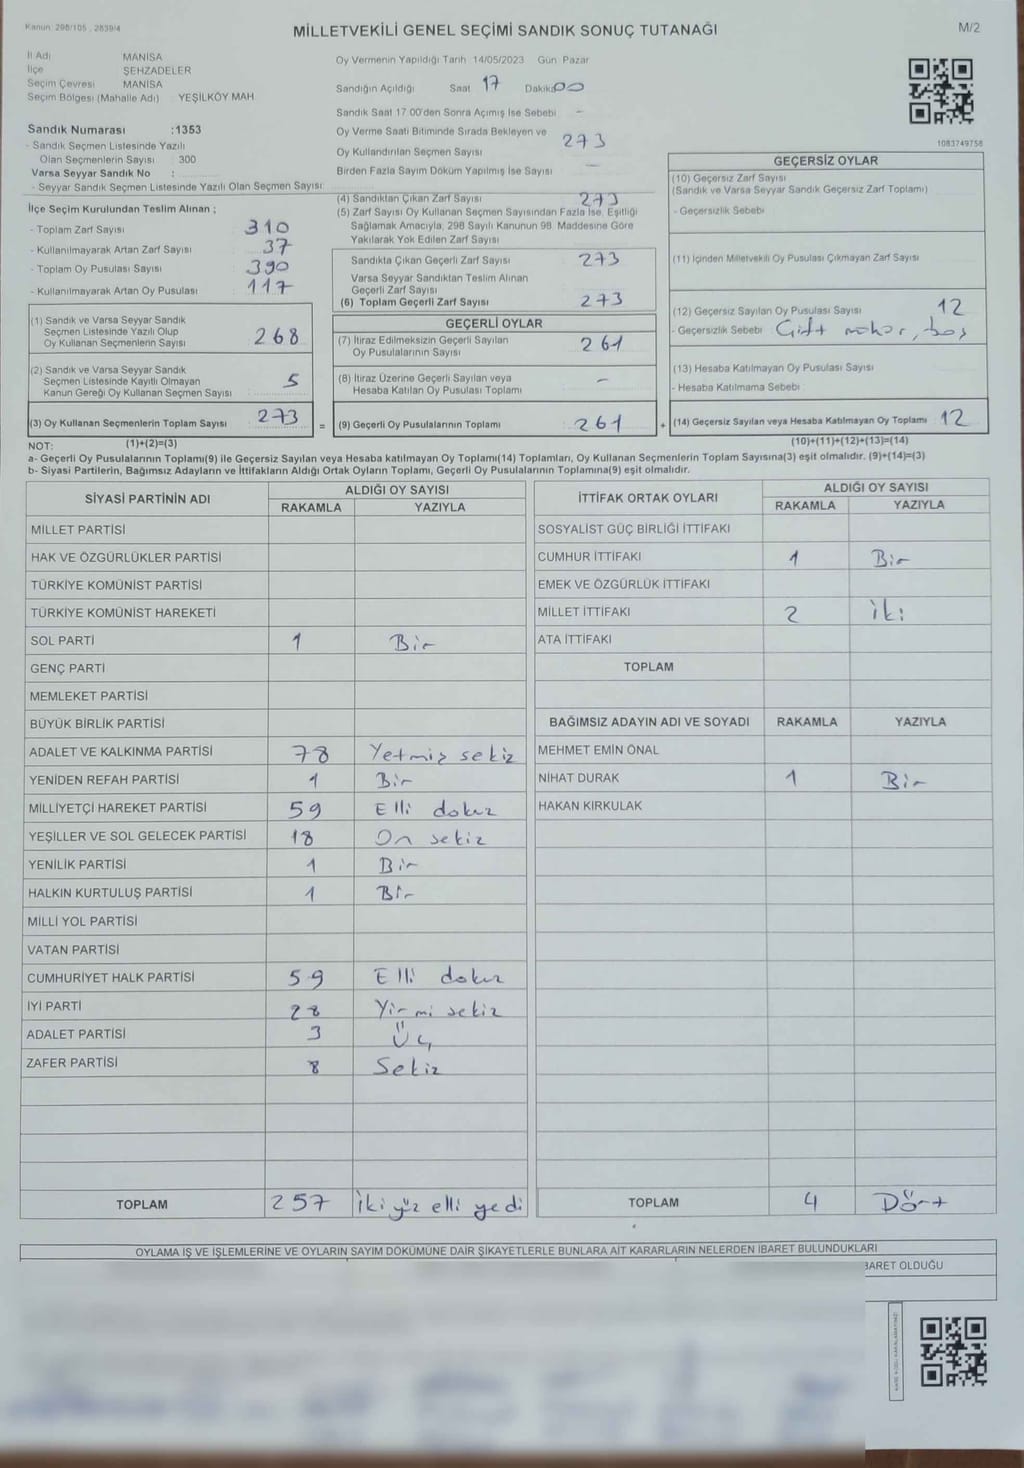 Kanun: 298/105 , 2839/4
MİLLETVEKİLİ GENEL SEÇİMİ SANDIK SONUÇ TUTANAĞI
M/2
İl Adı MANİSA
İlçe ŞEHZADELER
Seçim Çevresi MANİSA
Seçim Bölgesi (Mahalle Adı) YEŞİLKÖY MAH
Sandık Numarası :1353
- Sandık Seçmen Listesinde Yazılı
Olan Seçmenlerin Sayısı : 300
Varsa Seyyar Sandık No :
- Seyyar Sandık Seçmen Listesinde Yazılı Olan Seçmen Sayısı:
Oy Vermenin Yapıldığı Tarih 14/05/2023 Gün Pazar
Sandığın Açıldığı Saat 17 Dakika 00
Sandık Saat 17 00'den Sonra Açımış İse Sebebi -
Oy Verme Saati Bitiminde Sırada Bekleyen ve
Oy Kullandırılan Seçmen Sayısı 273
Birden Fazla Sayım Döküm Yapılmış İse Sayısı -
1083749758
İlçe Seçim Kurulundan Teslim Alınan ;
- Toplam Zarf Sayısı 310
- Kullanılmayarak Artan Zarf Sayısı 37
- Toplam Oy Pusulası Sayısı 390
- Kullanılmayarak Artan Oy Pusulası 117
(1) Sandık ve Varsa Seyyar Sandık
Seçmen Listesinde Yazılı Olup
Oy Kullanan Seçmenlerin Sayısı 268
(2) Sandık ve Varsa Seyyar Sandık
Seçmen Listesinde Kayıtlı Olmayan
Kanun Gereği Oy Kullanan Seçmen Sayısı 5
(3) Oy Kullanan Seçmenlerin Toplam Sayısı 273 =
(4) Sandıktan Çıkan Zarf Sayısı 273
(5) Zarf Sayısı Oy Kullanan Seçmen Sayısından Fazla İse, Eşitliği
Sağlamak Amacıyla, 298 Sayılı Kanunun 98. Maddesine Göre
Yakılarak Yok Edilen Zarf Sayısı
Sandıkta Çıkan Geçerli Zarf Sayısı 273
Varsa Seyyar Sandıktan Teslim Alınan
Geçerli Zarf Sayısı
(6) Toplam Geçerli Zarf Sayısı 273
GEÇERLİ OYLAR
(7) İtiraz Edilmeksizin Geçerli Sayılan
Oy Pusulalarının Sayısı 261
(8) İtiraz Üzerine Geçerli Sayılan veya
Hesaba Katılan Oy Pusulası Toplamı -
(9) Geçerli Oy Pusulalarının Toplamı 261 +
GEÇERSİZ OYLAR
(10) Geçersiz Zarf Sayısı
(Sandık ve Varsa Seyyar Sandık Geçersiz Zarf Toplamı)
- Geçersizlik Sebebi
(11) İçinden Milletvekili Oy Pusulası Çıkmayan Zarf Sayısı
(12) Geçersiz Sayılan Oy Pusulası Sayısı 12
- Geçersizlik Sebebi Çift mühür, boş
(13) Hesaba Katılmayan Oy Pusulası Sayısı
- Hesaba Katılmama Sebebi
(14) Geçersiz Sayılan veya Hesaba Katılmayan Oy Toplamı 12
NOT: (1)+(2)=(3) (10)+(11)+(12)+(13)=(14)
a- Geçerli Oy Pusulalarının Toplamı(9) ile Geçersiz Sayılan veya Hesaba katılmayan Oy Toplamı(14) Toplamları, Oy Kullanan Seçmenlerin Toplam Sayısına(3) eşit olmalıdır. (9)+(14)=(3)
b- Siyasi Partilerin, Bağımsız Adayların ve İttifakların Aldığı Ortak Oyların Toplamı, Geçerli Oy Pusulalarının Toplamına(9) eşit olmalıdır.
SİYASİ PARTİNİN ADI ALDIĞI OY SAYISI
RAKAMLA YAZIYLA
MİLLET PARTİSİ
HAK VE ÖZGÜRLÜKLER PARTİSİ
TÜRKİYE KOMÜNİST PARTİSİ
TÜRKİYE KOMÜNİST HAREKETİ
SOL PARTİ 1 Bir
GENÇ PARTİ
MEMLEKET PARTİSİ
BÜYÜK BİRLİK PARTİSİ
ADALET VE KALKINMA PARTİSİ 78 Yetmiş sekiz
YENİDEN REFAH PARTİSİ 1 Bir
MİLLİYETÇİ HAREKET PARTİSİ 59 Elli dokuz
YEŞİLLER VE SOL GELECEK PARTİSİ 18 On sekiz
YENİLİK PARTİSİ 1 Bir
HALKIN KURTULUŞ PARTİSİ 1 Bir
MİLLİ YOL PARTİSİ
VATAN PARTİSİ
CUMHURİYET HALK PARTİSİ 59 Elli dokuz
İYİ PARTİ 28 Yirmi sekiz
ADALET PARTİSİ 3 Üç
ZAFER PARTİSİ 8 Sekiz
TOPLAM 257 İki yüz elli yedi
İTTİFAK ORTAK OYLARI ALDIĞI OY SAYISI
RAKAMLA YAZIYLA
SOSYALİST GÜÇ BİRLİĞİ İTTİFAKI
CUMHUR İTTİFAKI 1 Bir
EMEK VE ÖZGÜRLÜK İTTİFAKI
MİLLET İTTİFAKI 2 İki
ATA İTTİFAKI
TOPLAM
BAĞIMSIZ ADAYIN ADI VE SOYADI RAKAMLA YAZIYLA
MEHMET EMİN ÖNAL
NİHAT DURAK 1 Bir
HAKAN KIRKULAK
TOPLAM 4 Dört
OYLAMA İŞ VE İŞLEMLERİNE VE OYLARIN SAYIM DÖKÜMÜNE DAİR ŞİKAYETLERLE BUNLARA AİT KARARLARIN NELERDEN İBARET BULUNDUKLARI
BARET OLDUĞU